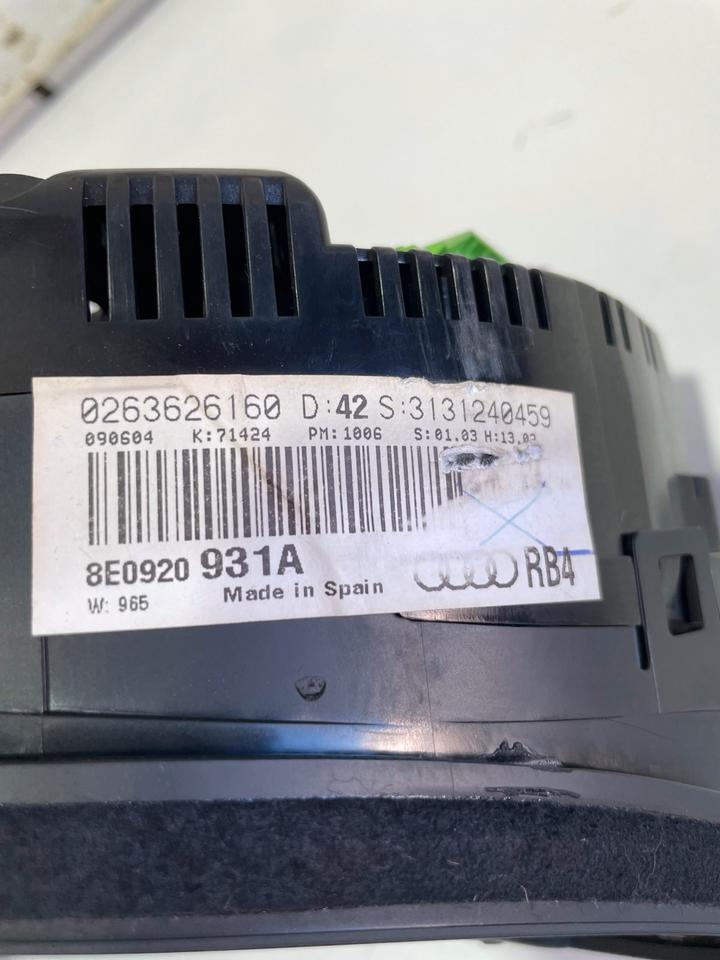 0263626160 D:42 S:3131240459
090604 K:71424 PM:1006 S:01.03 H:13.02
8E0920 931A RB4
W: 965 Made in Spain